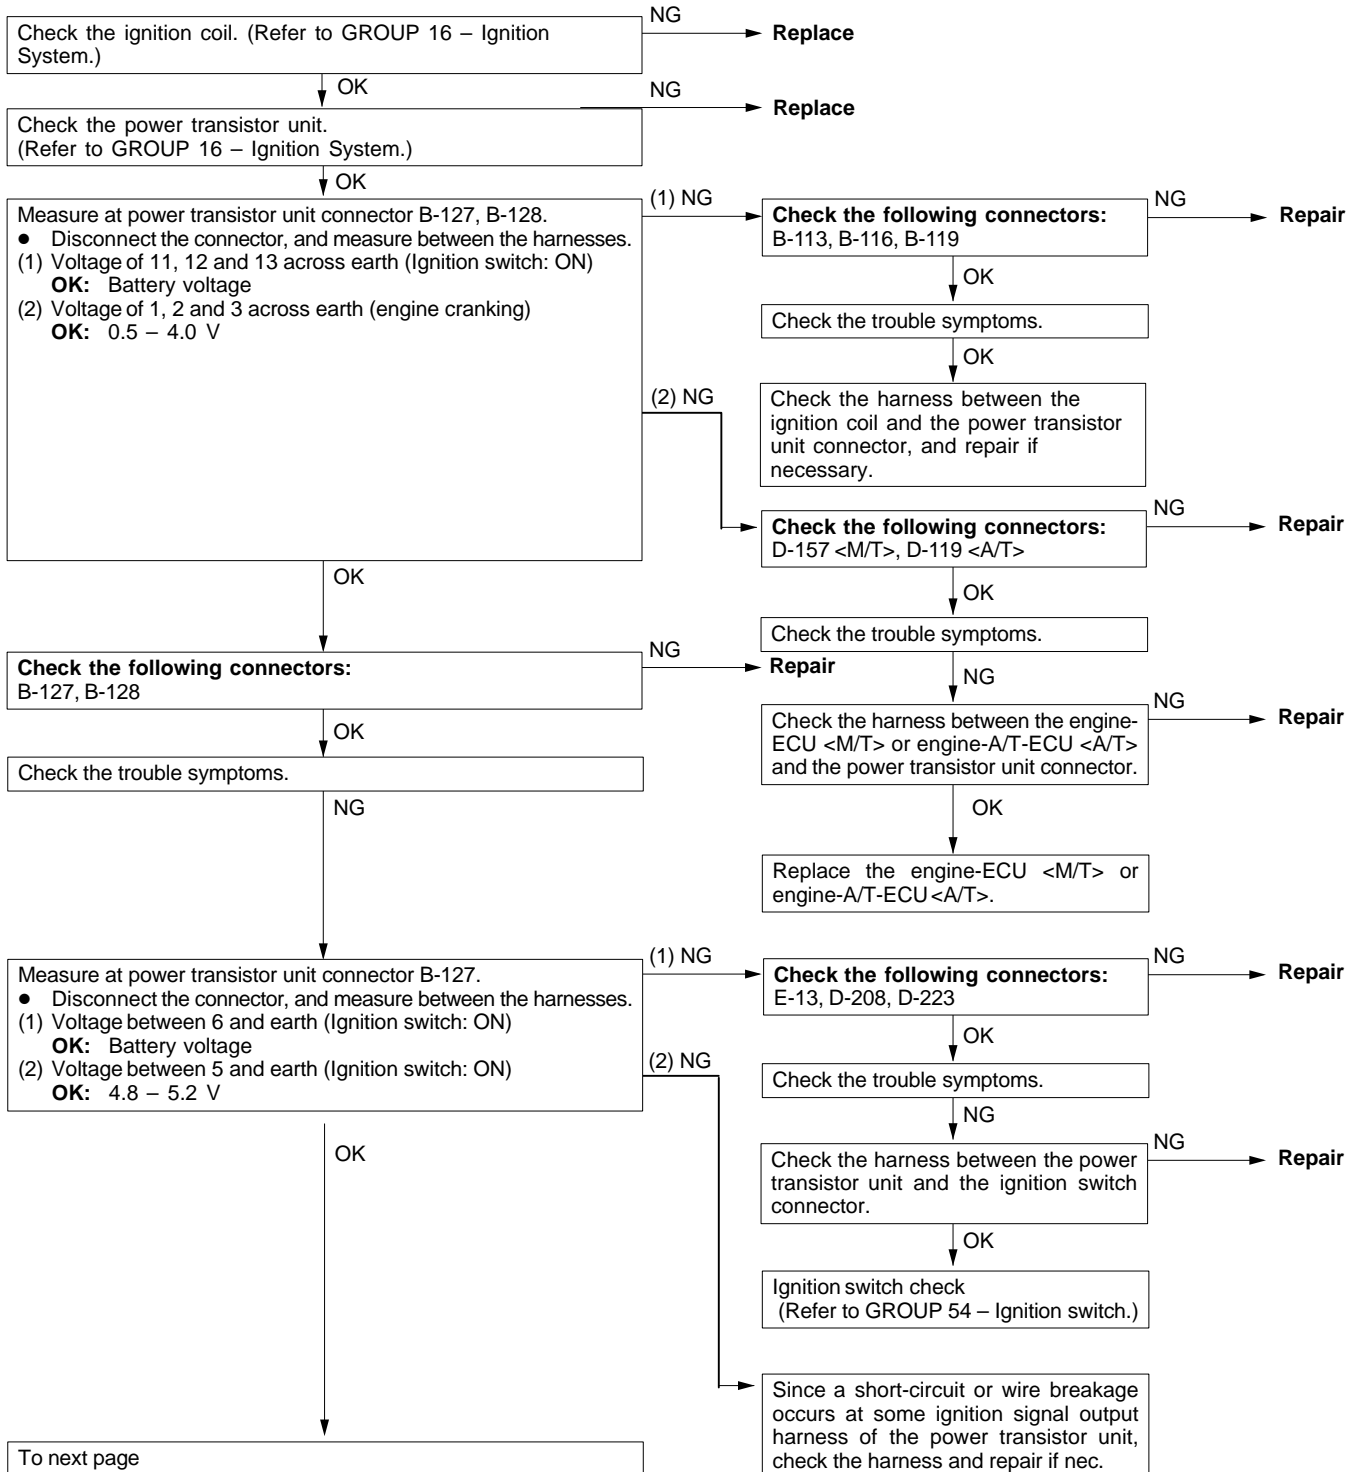 Check the ignition coil. (Refer to GROUP 16 – Ignition
System.)
NG
Replace
OK
Check the power transistor unit.
(Refer to GROUP 16 – Ignition System.)
NG
Replace
OK
Measure at power transistor unit connector B-127, B-128.
● Disconnect the connector, and measure between the harnesses.
(1) Voltage of 11, 12 and 13 across earth (Ignition switch: ON)
OK: Battery voltage
(2) Voltage of 1, 2 and 3 across earth (engine cranking)
OK: 0.5 – 4.0 V
(1) NG
Check the following connectors:
B-113, B-116, B-119
NG
Repair
OK
Check the trouble symptoms.
OK
Check the harness between the
ignition coil and the power transistor
unit connector, and repair if
necessary.
(2) NG
Check the following connectors:
D-157 <M/T>, D-119 <A/T>
NG
Repair
OK
Check the trouble symptoms.
NG
Check the harness between the engine-
ECU <M/T> or engine-A/T-ECU <A/T>
and the power transistor unit connector.
NG
Repair
OK
Replace the engine-ECU <M/T> or
engine-A/T-ECU<A/T>.
OK
Check the following connectors:
B-127, B-128
NG
Repair
OK
Check the trouble symptoms.
NG
Measure at power transistor unit connector B-127.
● Disconnect the connector, and measure between the harnesses.
(1) Voltage between 6 and earth (Ignition switch: ON)
OK: Battery voltage
(2) Voltage between 5 and earth (Ignition switch: ON)
OK: 4.8 – 5.2 V
(1) NG
Check the following connectors:
E-13, D-208, D-223
NG
Repair
OK
Check the trouble symptoms.
NG
Check the harness between the power
transistor unit and the ignition switch
connector.
NG
Repair
OK
Ignition switch check
(Refer to GROUP 54 – Ignition switch.)
(2) NG
Since a short-circuit or wire breakage
occurs at some ignition signal output
harness of the power transistor unit,
check the harness and repair if nec.
OK
To next page